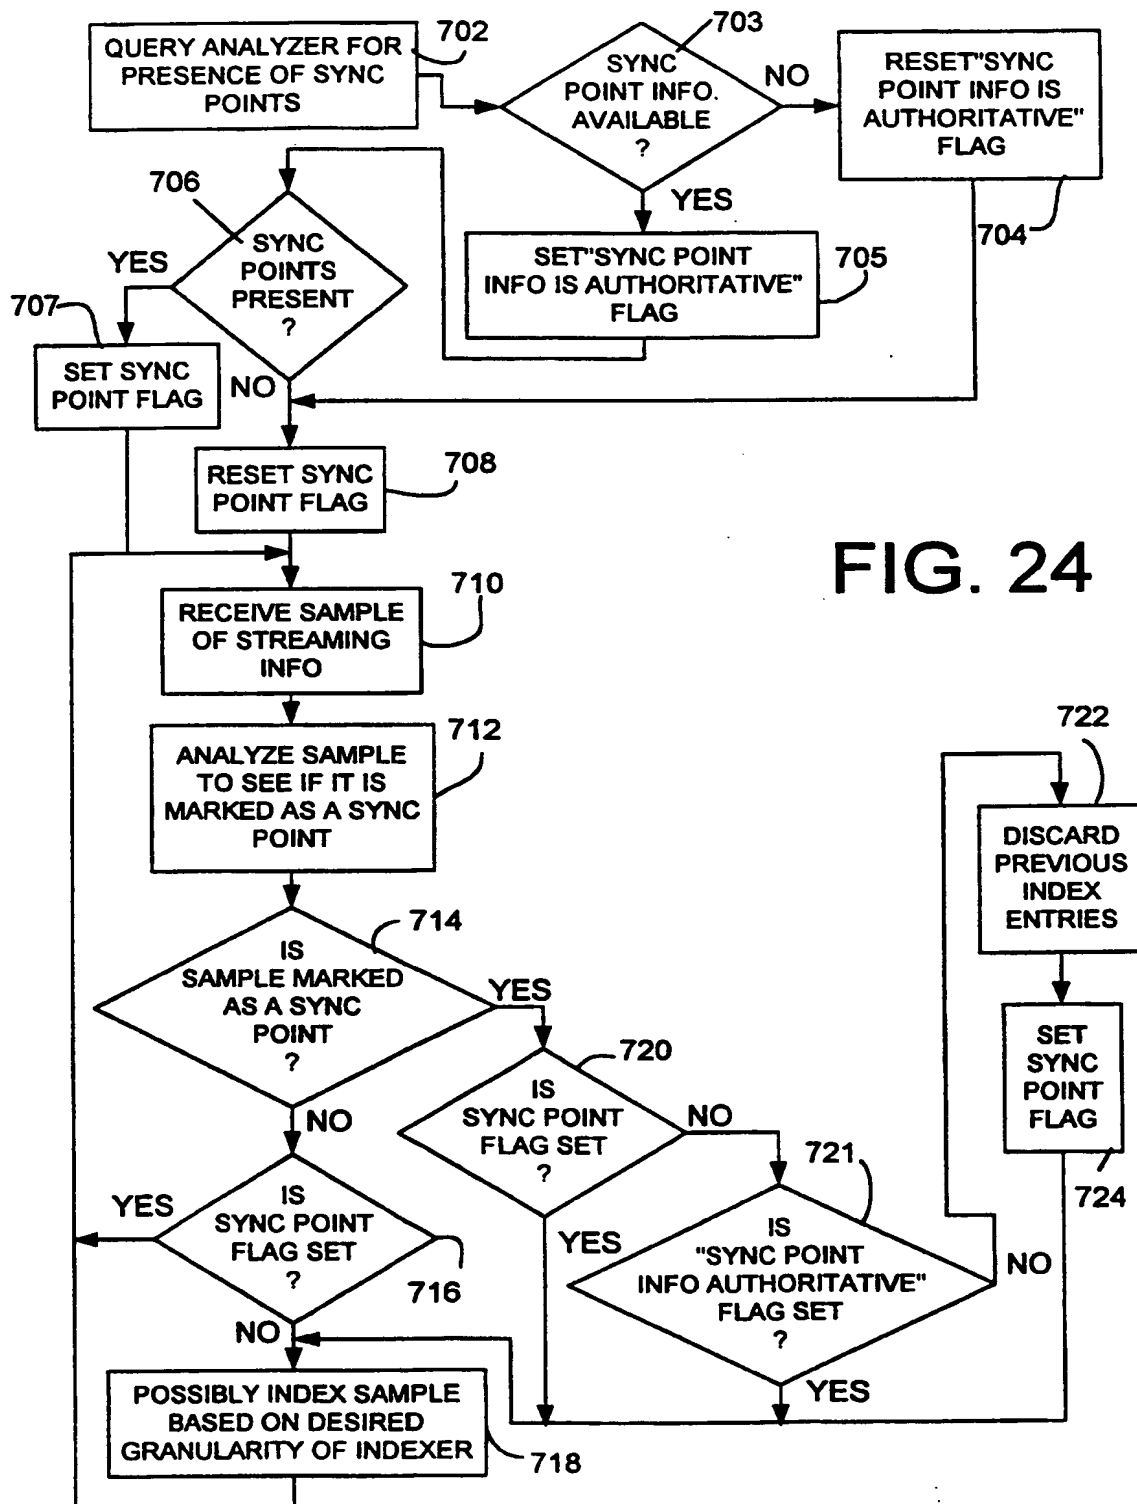 702
QUERY ANALYZER FOR
PRESENCE OF SYNC
POINTS
703
SYNC
POINT INFO.
AVAILABLE
?
NO
RESET"SYNC
POINT INFO IS
AUTHORITATIVE"
FLAG
704
YES
SET"SYNC POINT
INFO IS AUTHORITATIVE"
FLAG
705
706
SYNC
POINTS
PRESENT
?
YES
707
SET SYNC
POINT FLAG
NO
RESET SYNC
POINT FLAG
708
FIG. 24
710
RECEIVE SAMPLE
OF STREAMING
INFO
712
ANALYZE SAMPLE
TO SEE IF IT IS
MARKED AS A SYNC
POINT
714
IS
SAMPLE MARKED
AS A SYNC
POINT
?
YES
NO
720
IS
SYNC POINT
FLAG SET
?
NO
YES
721
IS
"SYNC POINT
INFO AUTHORITATIVE"
FLAG SET
?
NO
YES
722
DISCARD
PREVIOUS
INDEX
ENTRIES
SET
SYNC
POINT
FLAG
724
YES
IS
SYNC POINT
FLAG SET
?
716
NO
POSSIBLY INDEX SAMPLE
BASED ON DESIRED
GRANULARITY OF INDEXER
718